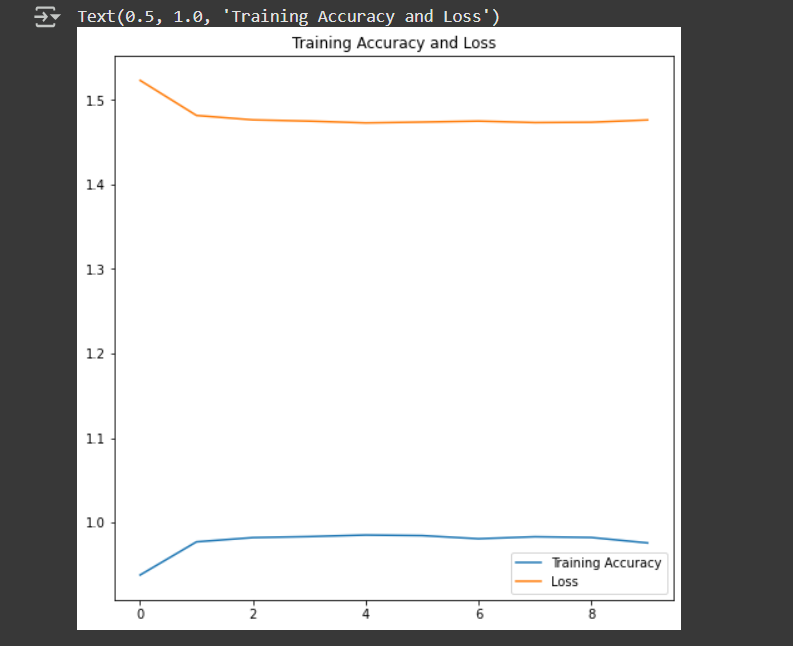 Text(0.5, 1.0, 'Training Accuracy and Loss')
Training Accuracy and Loss
1.5
1.4
1.3
1.2
1.1
1.0
Training Accuracy
Loss
0 2 4 6 8